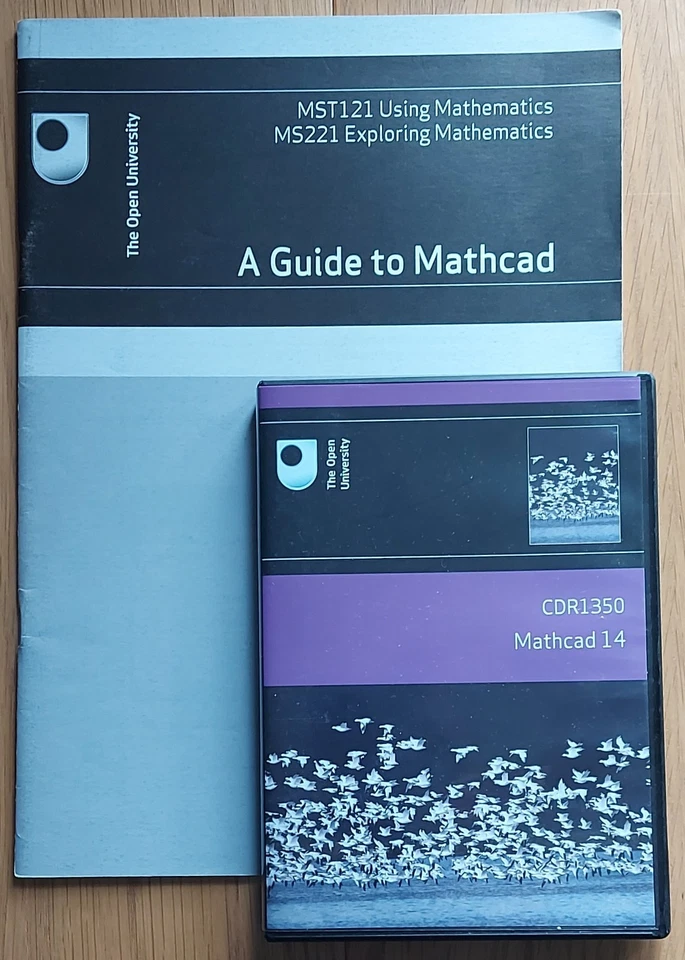 MST121 Using Mathematics
MS221 Exploring Mathematics
The Open University
A Guide to Mathcad
The Open
University
CDR1350
Mathcad 14